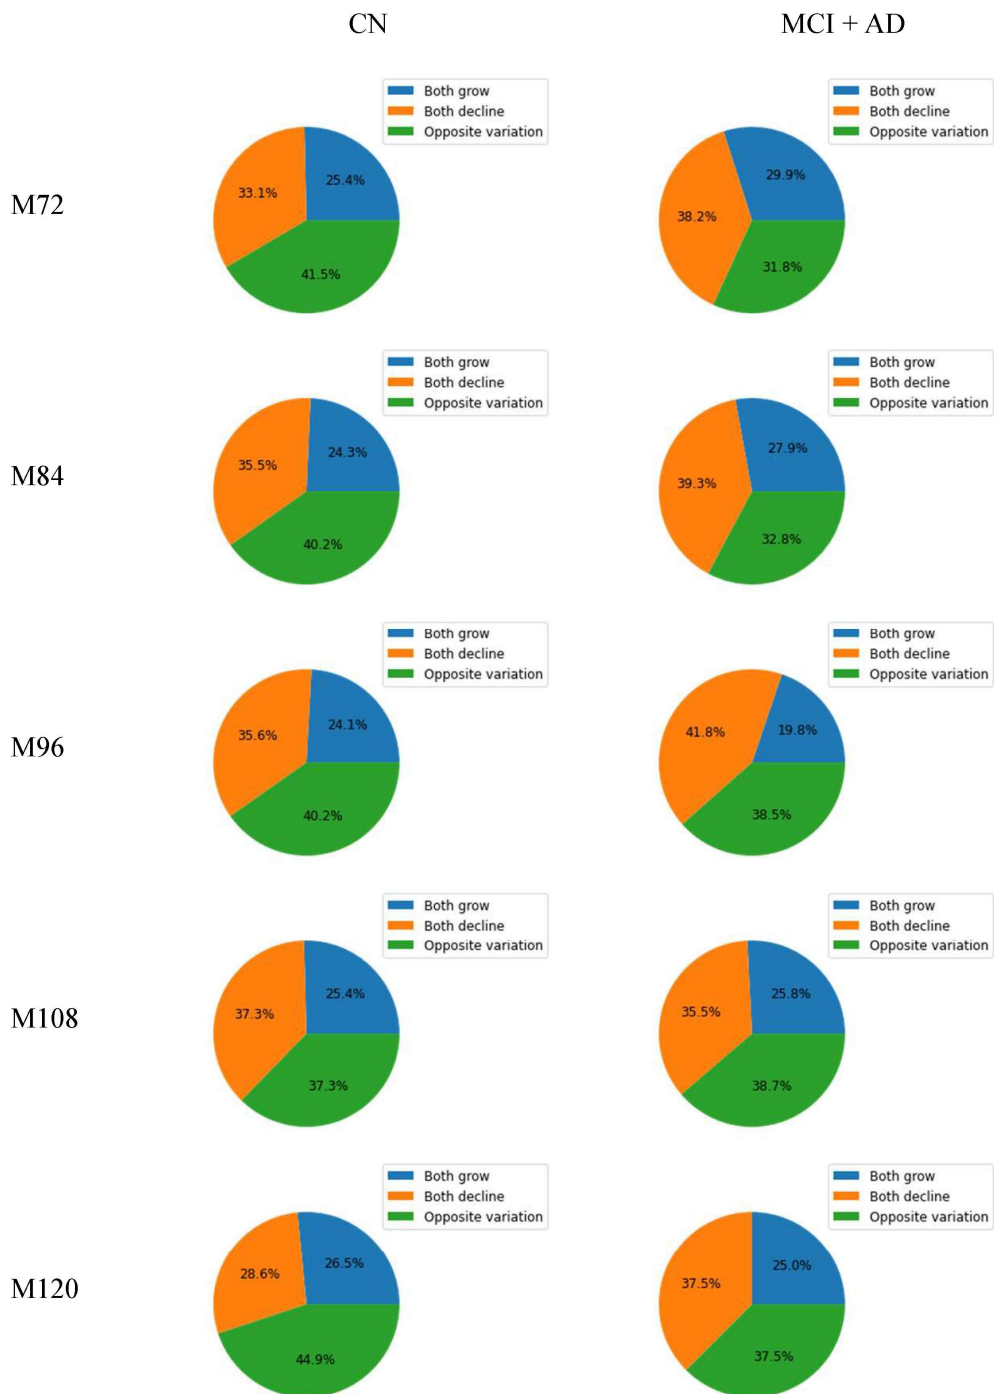 CN
MCI + AD
M72
Both grow
Both decline
Opposite variation
25.4%
33.1%
41.5%
Both grow
Both decline
Opposite variation
29.9%
38.2%
31.8%
M84
Both grow
Both decline
Opposite variation
24.3%
35.5%
40.2%
Both grow
Both decline
Opposite variation
27.9%
39.3%
32.8%
M96
Both grow
Both decline
Opposite variation
24.1%
35.6%
40.2%
Both grow
Both decline
Opposite variation
19.8%
41.8%
38.5%
M108
Both grow
Both decline
Opposite variation
25.4%
37.3%
37.3%
Both grow
Both decline
Opposite variation
25.8%
35.5%
38.7%
M120
Both grow
Both decline
Opposite variation
26.5%
28.6%
44.9%
Both grow
Both decline
Opposite variation
25.0%
37.5%
37.5%